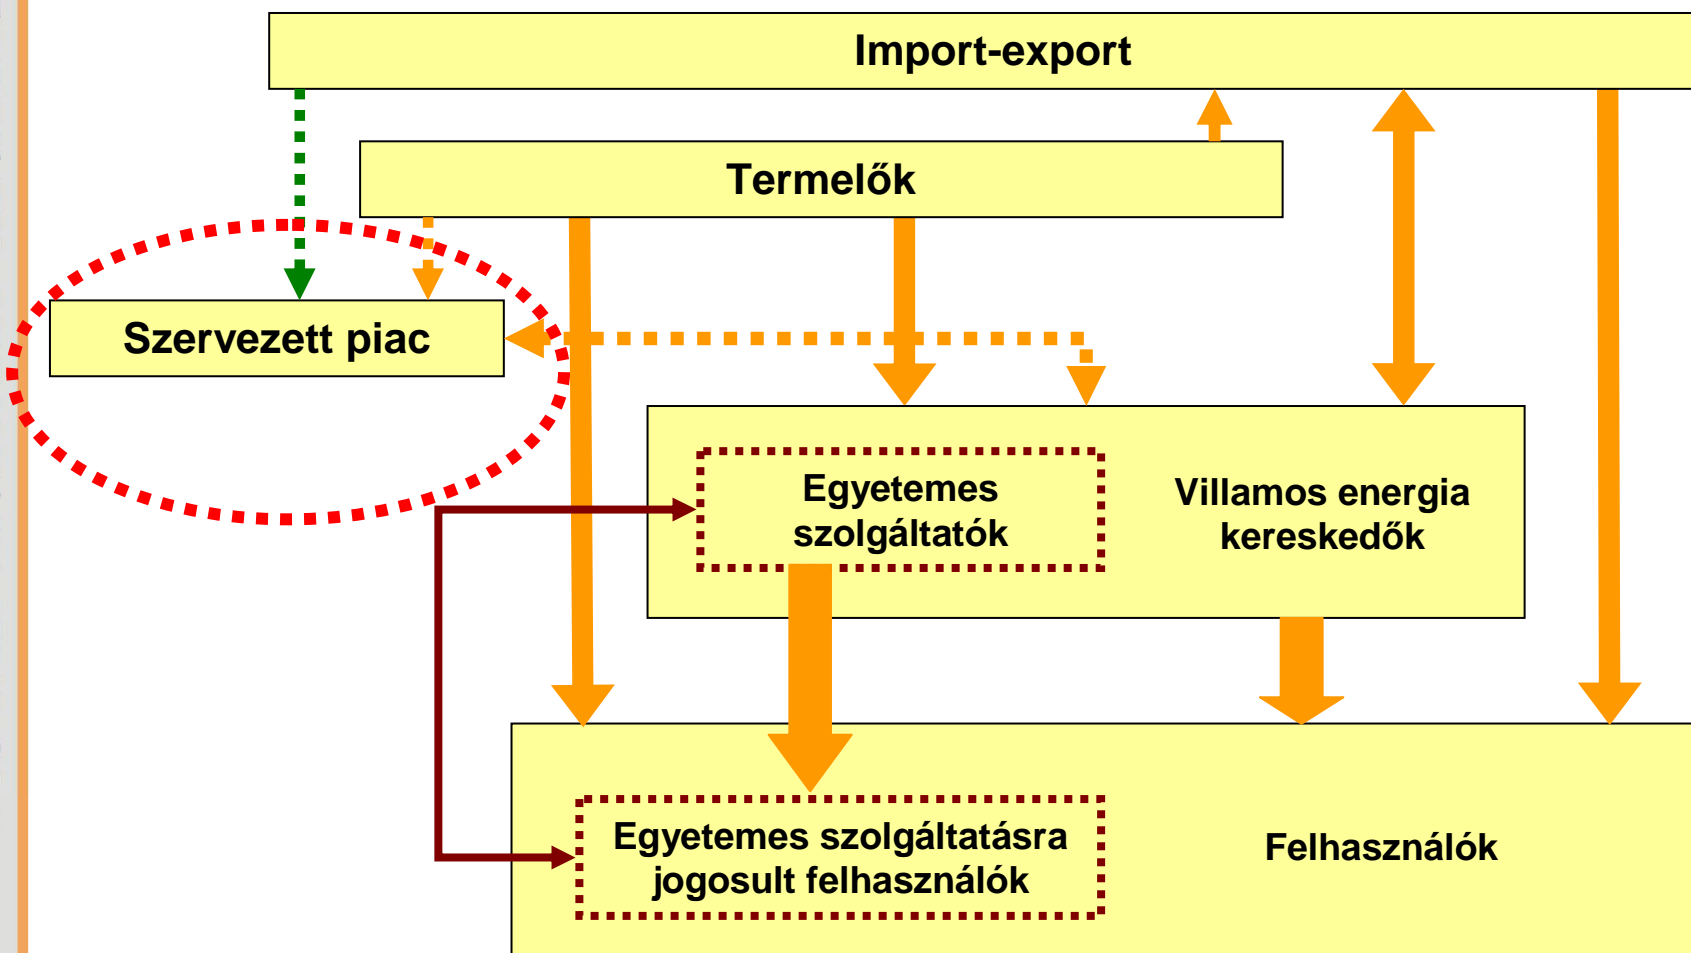 Import-export
Termelők
Szervezett piac
Egyetemes
szolgáltatók
Villamos energia
kereskedők
Egyetemes szolgáltatásra
jogosult felhasználók
Felhasználók